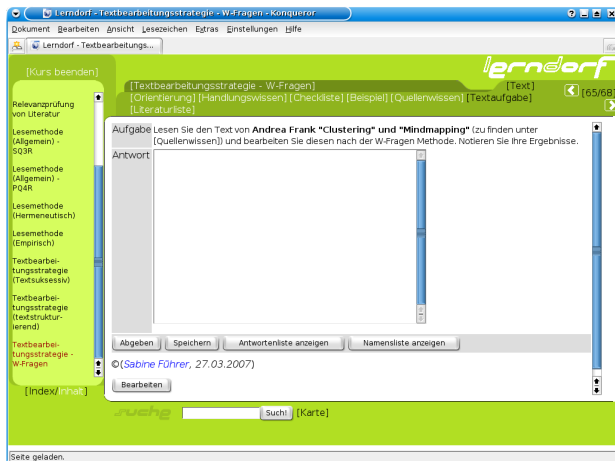 Lerndorf - Textbearbeitungsstrategie - W-Fragen - Konqueror
Dokument Bearbeiten Ansicht Lesezeichen Extras Einstellungen Hilfe
Lerndorf - Textbearbeitungs...
lerndorf
[Kurs beenden]
[Textbearbeitungsstrategie - W-Fragen] [Text]
[Orientierung] [Handlungswissen] [Checkliste] [Beispiel] [Quellenwissen] [Textaufgabe]
[Literaturliste]
[65/68]
Relevanzprüfung
von Literatur
Lesemethode
(Allgemein) -
SQ3R
Lesemethode
(Allgemein) -
PQ4R
Lesemethode
(Hermeneutisch)
Lesemethode
(Empirisch)
Textbearbei-
tungsstrategie
(Textsuksessiv)
Textbearbei-
tungsstrategie
(textstruktur-
ierend)
Textbearbei-
tungsstrategie -
W-Fragen
[Index/Inhalt]
Aufgabe Lesen Sie den Text von Andrea Frank "Clustering" und "Mindmapping" (zu finden unter
[Quellenwissen]) und bearbeiten Sie diesen nach der W-Fragen Methode. Notieren Sie Ihre Ergebnisse.
Antwort
Abgeben Speichern Antwortenliste anzeigen Namensliste anzeigen
©(Sabine Führer, 27.03.2007)
Bearbeiten
suche Such! [Karte]
Seite geladen.